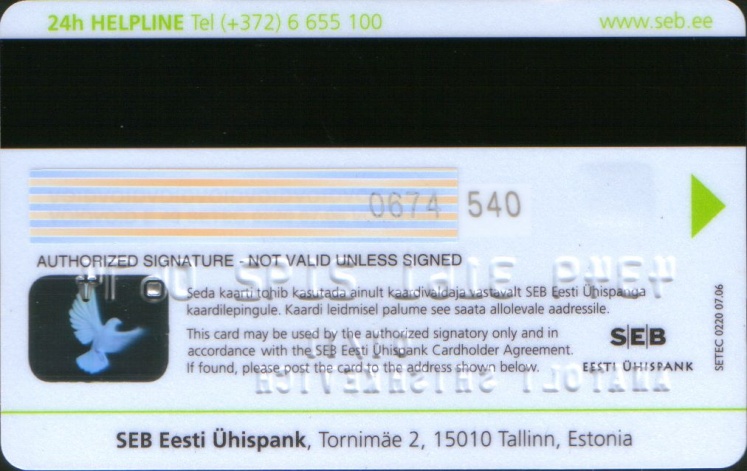 24h HELPLINE Tel (+372) 6 655 100
www.seb.ee
0674 540
AUTHORIZED SIGNATURE - NOT VALID UNLESS SIGNED
Seda kaarti tohib kasutada ainult kaardivaldaja vastavalt SEB Eesti Ühispanga
kaardilepingule. Kaardi leidmisel palume see saata allolevale aadressile.
This card may be used by the authorized signatory only and in
accordance with the SEB Eesti Ühispank Cardholder Agreement.
If found, please post the card to the address shown below.
SEB
EESTI ÜHISPANK
SETEC 0220 07.06
SEB Eesti Ühispank, Tornimäe 2, 15010 Tallinn, Estonia